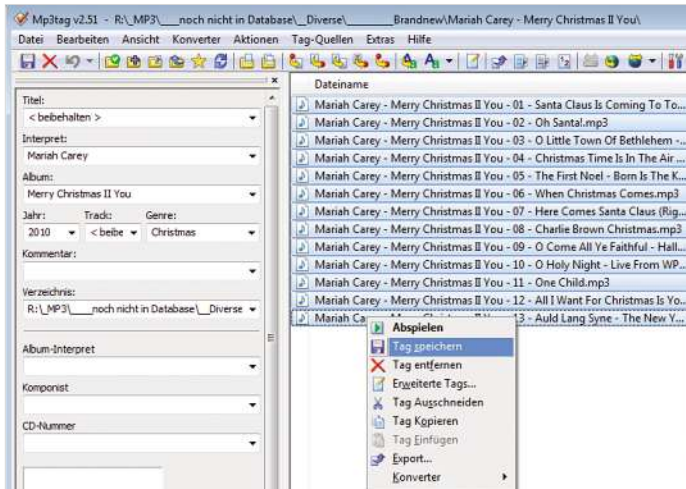 Mp3tag v2.51 - R:\_MP3\___noch nicht in Database\__Diverse\________Brandnew\Mariah Carey - Merry Christmas II You\
Datei Bearbeiten Ansicht Konverter Aktionen Tag-Quellen Extras Hilfe
Titel:
< beibehalten >
Interpret:
Mariah Carey
Album:
Merry Christmas II You
Jahr: Track: Genre:
2010 < beibe Christmas
Kommentar:
Verzeichnis:
R:\_MP3\____noch nicht in Database\__Diverse
Album-Interpret
Komponist
CD-Nummer
Dateiname
Mariah Carey - Merry Christmas II You - 01 - Santa Claus Is Coming To To...
Mariah Carey - Merry Christmas II You - 02 - Oh Santa!.mp3
Mariah Carey - Merry Christmas II You - 03 - O Little Town Of Bethlehem -...
Mariah Carey - Merry Christmas II You - 04 - Christmas Time Is In The Air ...
Mariah Carey - Merry Christmas II You - 05 - The First Noel - Born Is The K...
Mariah Carey - Merry Christmas II You - 06 - When Christmas Comes.mp3
Mariah Carey - Merry Christmas II You - 07 - Here Comes Santa Claus (Rig...
Mariah Carey - Merry Christmas II You - 08 - Charlie Brown Christmas.mp3
Mariah Carey - Merry Christmas II You - 09 - O Come All Ye Faithful - Hall...
Mariah Carey - Merry Christmas II You - 10 - O Holy Night - Live From WP...
Mariah Carey - Merry Christmas II You - 11 - One Child.mp3
Mariah Carey - Merry Christmas II You - 12 - All I Want For Christmas Is Yo...
Mariah - 13 - Auld Lang Syne - The New Y...
Abspielen
Tag speichern
Tag entfernen
Erweiterte Tags...
Tag Ausschneiden
Tag Kopieren
Tag Einfügen
Export...
Konverter